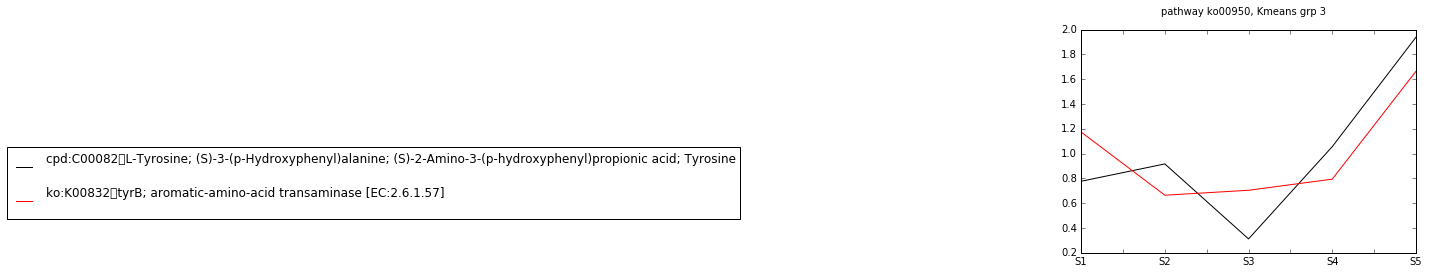 pathway ko00950, Kmeans grp 3
2.0
1.8
1.6
1.4
1.2
1.0
0.8
0.6
0.4
0.2
S1 S2 S3 S4 S5
cpd:C00082▯L-Tyrosine; (S)-3-(p-Hydroxyphenyl)alanine; (S)-2-Amino-3-(p-hydroxyphenyl)propionic acid; Tyrosine
ko:K00832▯tyrB; aromatic-amino-acid transaminase [EC:2.6.1.57]